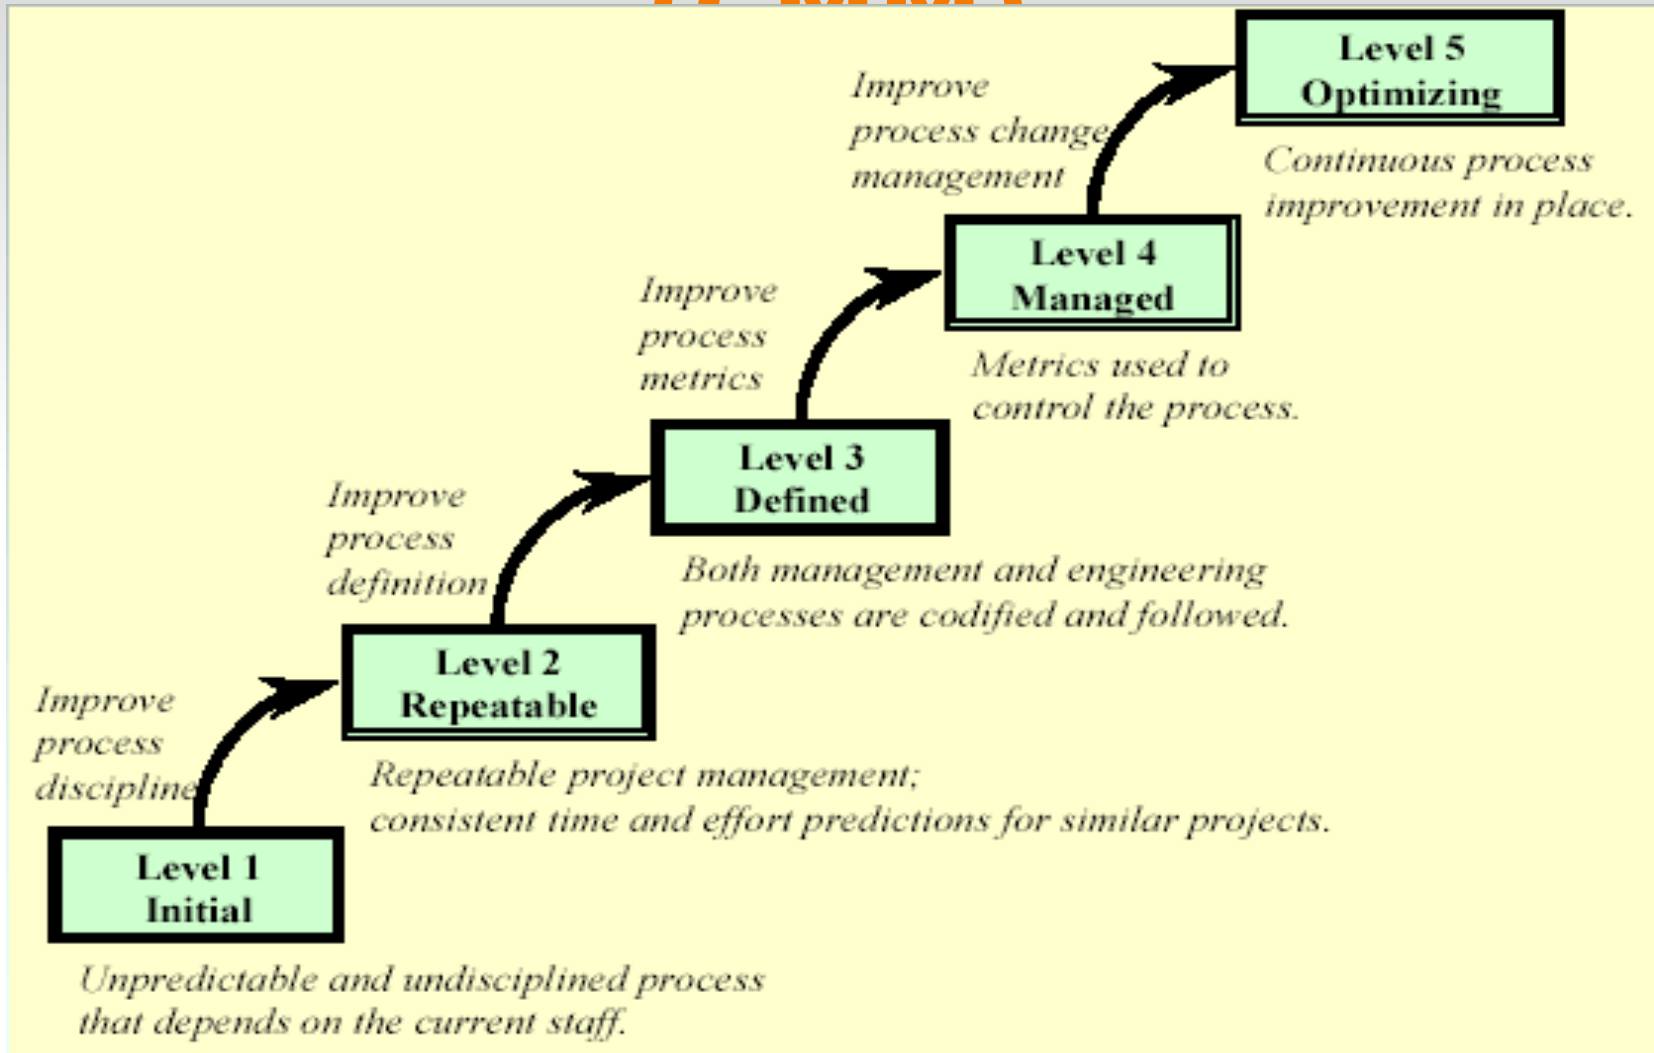 Level 5
Optimizing
Improve
process change
management
Continuous process
improvement in place.
Level 4
Managed
Improve
process
metrics
Metrics used to
control the process.
Level 3
Defined
Improve
process
definition
Both management and engineering
processes are codified and followed.
Level 2
Repeatable
Improve
process
discipline
Repeatable project management;
consistent time and effort predictions for similar projects.
Level 1
Initial
Unpredictable and undisciplined process
that depends on the current staff.